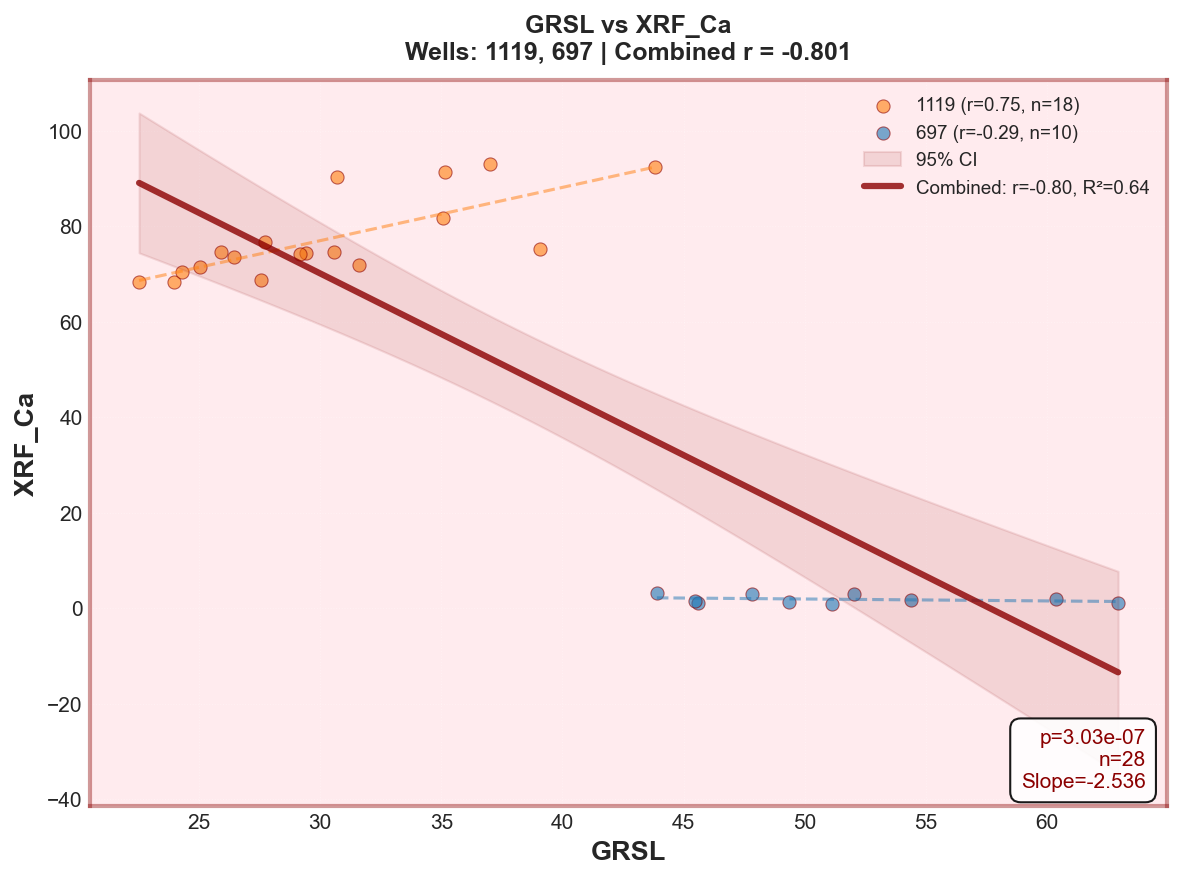 GRSL vs XRF_Ca
Wells: 1119, 697 | Combined r = -0.801
1119 (r=0.75, n=18)
697 (r=-0.29, n=10)
95% CI
Combined: r=-0.80, R²=0.64
XRF_Ca
100
80
60
40
20
0
−20
−40
p=3.03e-07
n=28
Slope=-2.536
25 30 35 40 45 50 55 60
GRSL